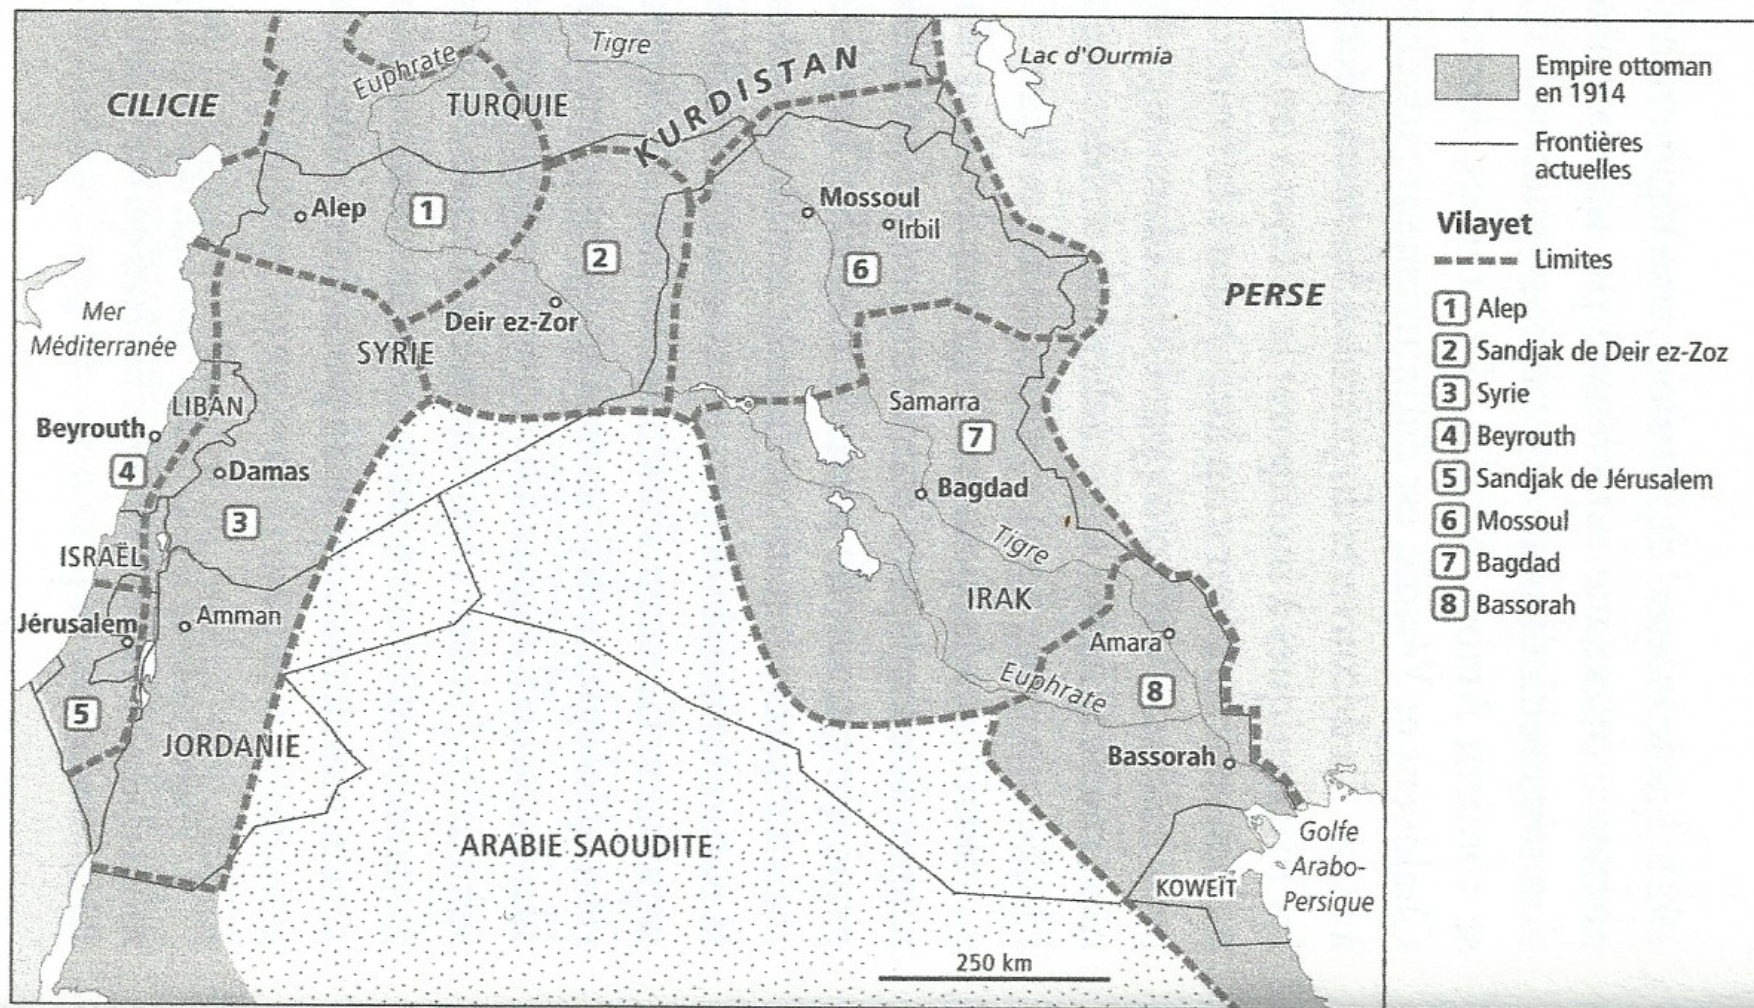 Tigre
Lac d'Ourmia
Euphrate
KURDISTAN
CILICIE
TURQUIE
Alep
1
Mossoul
Irbil
2
6
PERSE
Mer
Méditerranée
Deir ez-Zor
SYRIE
LIBAN
Samarra
Beyrouth
7
4
Damas
Bagdad
3
Tigre
ISRAËL
IRAK
Amman
Jérusalem
Amara
Euphrate
8
5
JORDANIE
Bassorah
ARABIE SAOUDITE
Golfe
Arabo-
Persique
KOWEÏT
250 km
Empire ottoman
en 1914
Frontières
actuelles
Vilayet
Limites
1 Alep
2 Sandjak de Deir ez-Zoz
3 Syrie
4 Beyrouth
5 Sandjak de Jérusalem
6 Mossoul
7 Bagdad
8 Bassorah